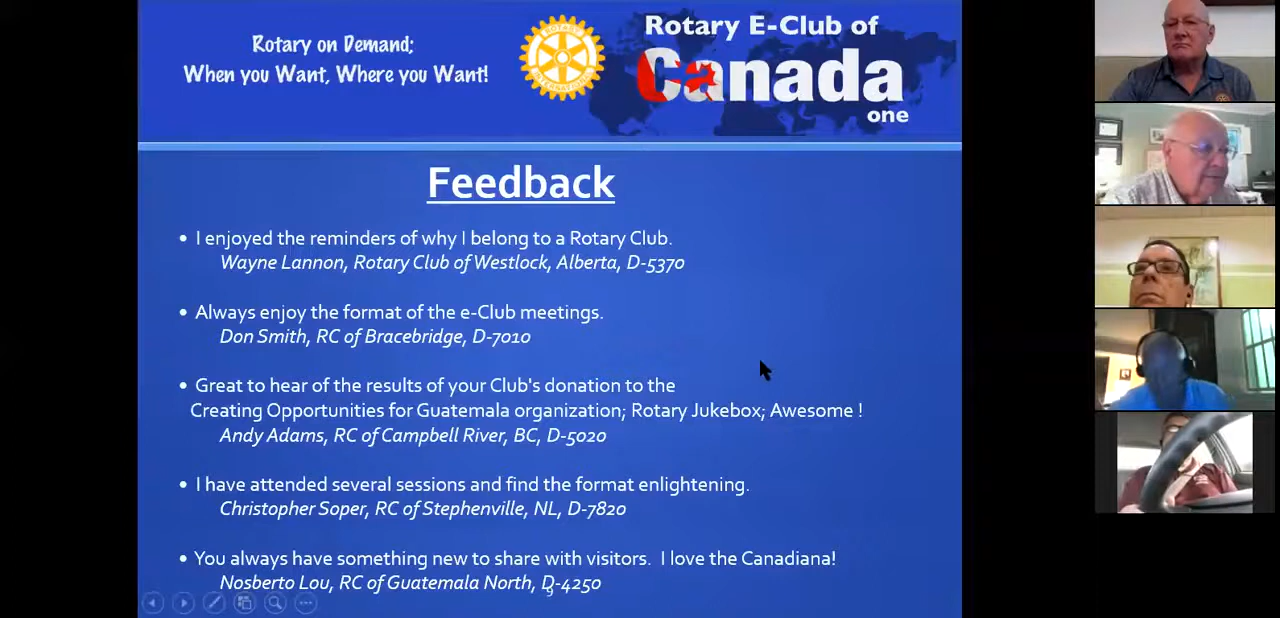 Rotary on Demand;
When you Want, Where you Want!
ROTARY INTERNATIONAL
Rotary E-Club of
Canada
one
Feedback
• I enjoyed the reminders of why I belong to a Rotary Club.
Wayne Lannon, Rotary Club of Westlock, Alberta, D-5370
• Always enjoy the format of the e-Club meetings.
Don Smith, RC of Bracebridge, D-7010
• Great to hear of the results of your Club's donation to the
Creating Opportunities for Guatemala organization; Rotary Jukebox; Awesome !
Andy Adams, RC of Campbell River, BC, D-5020
• I have attended several sessions and find the format enlightening.
Christopher Soper, RC of Stephenville, NL, D-7820
• You always have something new to share with visitors. I love the Canadiana!
Nosberto Lou, RC of Guatemala North, D-4250